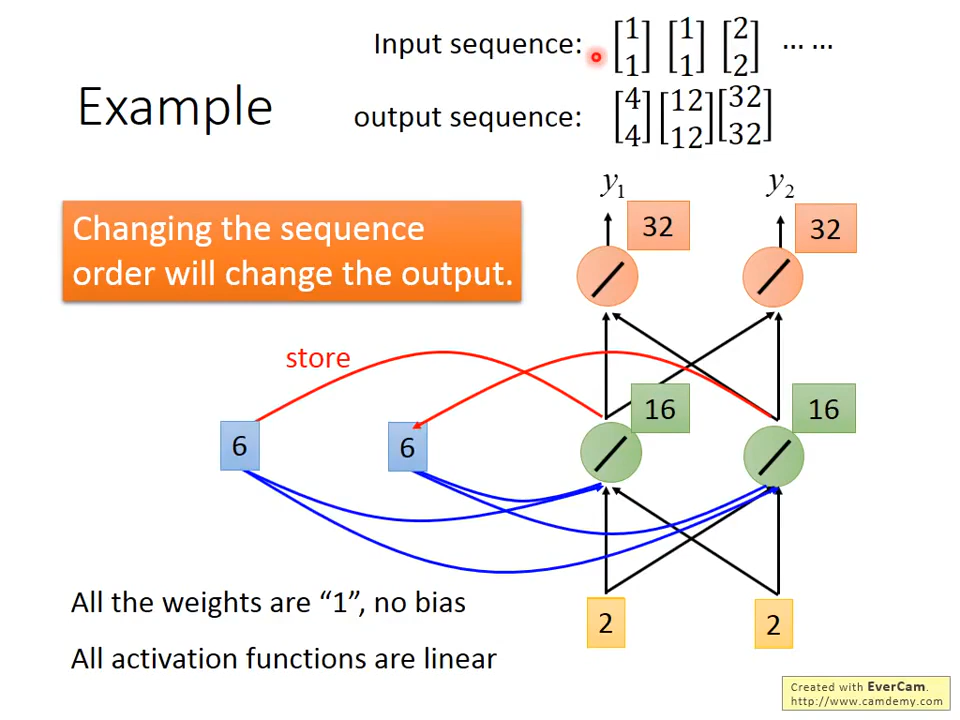 Example
Input sequence: [1 1] [1 1] [2 2] … …
output sequence: [4 4] [12 12] [32 32]
Changing the sequence
order will change the output.
y₁ y₂
32 32
store
16 16
6 6
2 2
All the weights are “1”, no bias
All activation functions are linear
Created with EverCam.
http://www.camdemy.com